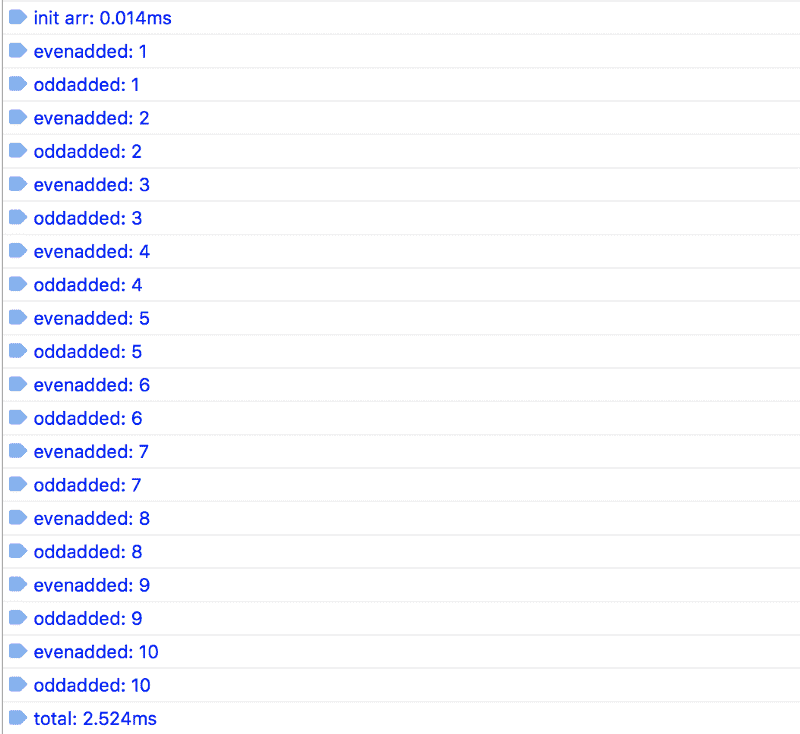 init arr: 0.014ms
evenadded: 1
oddadded: 1
evenadded: 2
oddadded: 2
evenadded: 3
oddadded: 3
evenadded: 4
oddadded: 4
evenadded: 5
oddadded: 5
evenadded: 6
oddadded: 6
evenadded: 7
oddadded: 7
evenadded: 8
oddadded: 8
evenadded: 9
oddadded: 9
evenadded: 10
oddadded: 10
total: 2.524ms